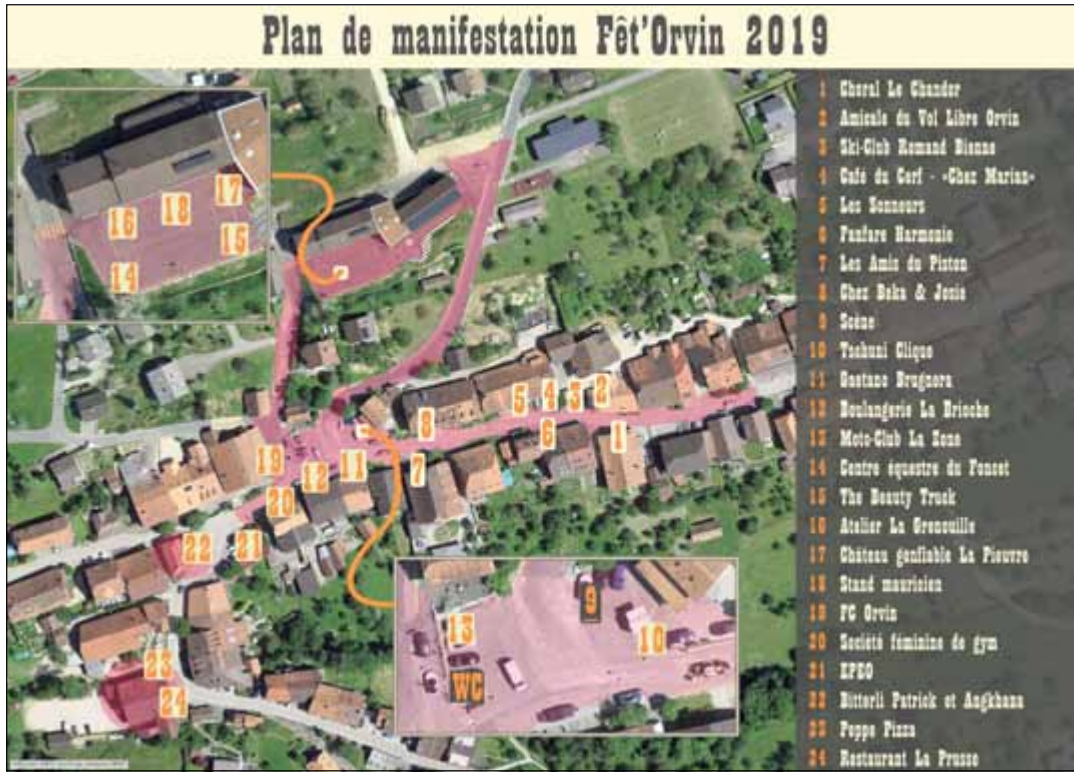 Plan de manifestation Fêt'Orvin 2019
1 Choral Le Chandor
2 Amicale du Vol Libre Orvin
3 Ski-Club Romand Bienne
4 Café du Cerf - «Chez Marian»
5 Les Sonneurs
6 Fanfare Harmonie
7 Les Amis du Piston
8 Chez Beka & Josie
9 Scène
10 Tschuni Clique
11 Gaetano Brugnora
12 Boulangerie La Brioche
13 Moto-Club La Zone
14 Centre équestre du Foncet
15 The Beauty Truck
16 Atelier La Grenouille
17 Château gonflable La Pieuvre
18 Stand mauricien
19 FC Orvin
20 Société féminine de gym
21 EPEO
22 Bitterli Patrick et Angkhana
23 Peppe Pizza
24 Restaurant La Prusse
17
18
16
15
14
2
3
4
5
8
6
1
7
11
19
12
20
22
21
9
13
10
WC
23
24